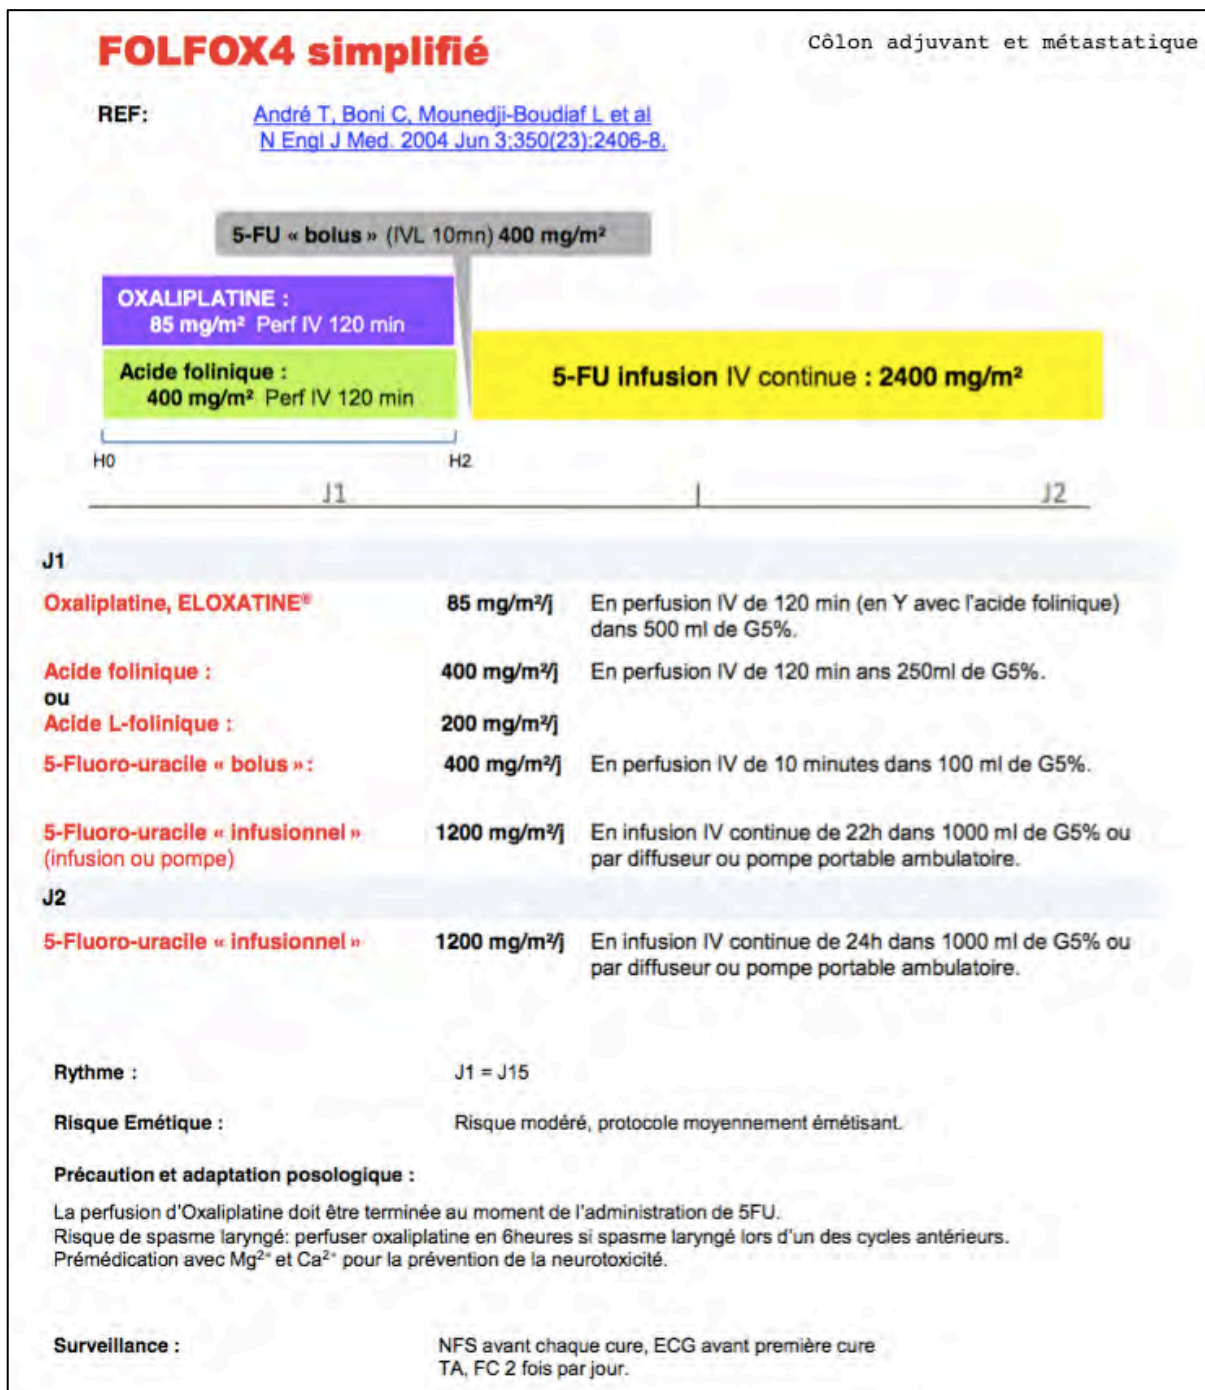 FOLFOX4 simplifié
Côlon adjuvant et métastatique
REF: André T, Boni C, Mounedji-Boudiaf L et al
N Engl J Med. 2004 Jun 3;350(23):2406-8.
5-FU « bolus » (IVL 10mn) 400 mg/m²
OXALIPLATINE :
85 mg/m² Perf IV 120 min
Acide folinique :
400 mg/m² Perf IV 120 min
5-FU infusion IV continue : 2400 mg/m²
H0 H2
J1 J2
J1
Oxaliplatine, ELOXATINE® 85 mg/m²/j En perfusion IV de 120 min (en Y avec l'acide folinique)
dans 500 ml de G5%.
Acide folinique : 400 mg/m²/j En perfusion IV de 120 min ans 250ml de G5%.
ou
Acide L-folinique : 200 mg/m²/j
5-Fluoro-uracile « bolus » : 400 mg/m²/j En perfusion IV de 10 minutes dans 100 ml de G5%.
5-Fluoro-uracile « infusionnel » 1200 mg/m²/j En infusion IV continue de 22h dans 1000 ml de G5% ou
(infusion ou pompe) par diffuseur ou pompe portable ambulatoire.
J2
5-Fluoro-uracile « infusionnel » 1200 mg/m²/j En infusion IV continue de 24h dans 1000 ml de G5% ou
par diffuseur ou pompe portable ambulatoire.
Rythme : J1 = J15
Risque Emétique : Risque modéré, protocole moyennement émétisant.
Précaution et adaptation posologique :
La perfusion d'Oxaliplatine doit être terminée au moment de l'administration de 5FU.
Risque de spasme laryngé: perfuser oxaliplatine en 6heures si spasme laryngé lors d'un des cycles antérieurs.
Prémédication avec Mg²⁺ et Ca²⁺ pour la prévention de la neurotoxicité.
Surveillance : NFS avant chaque cure, ECG avant première cure
TA, FC 2 fois par jour.